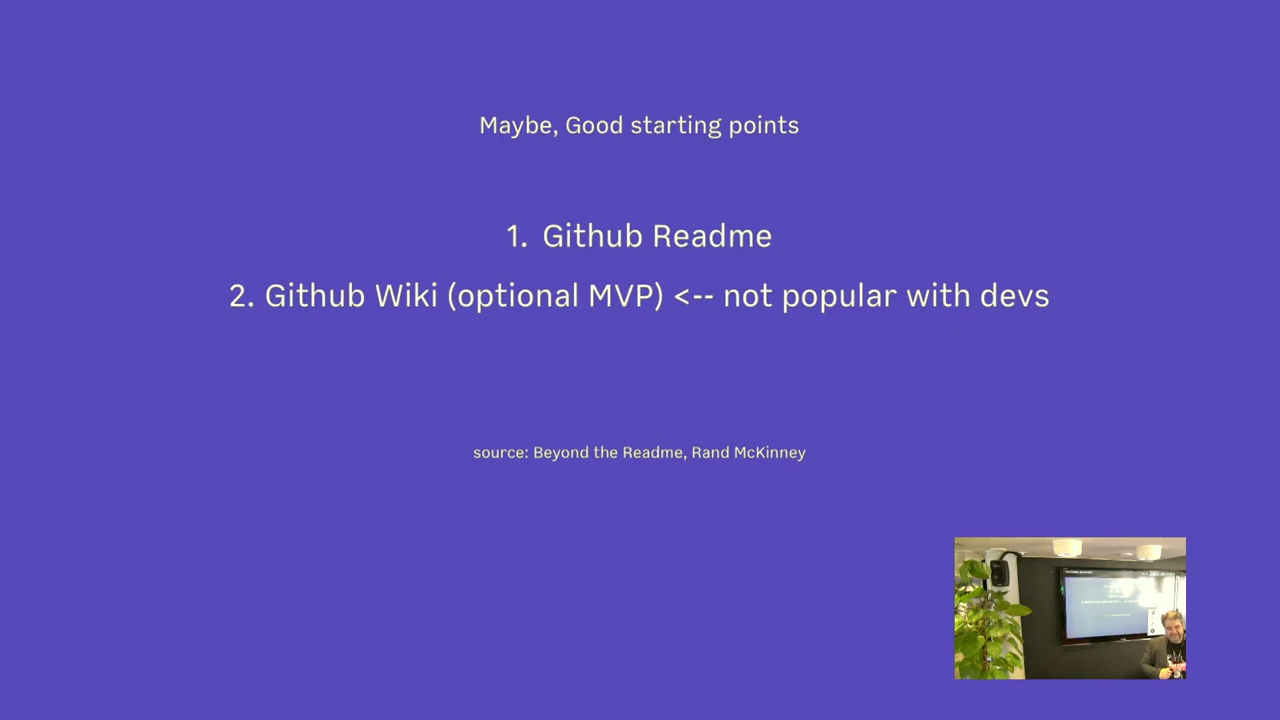 Maybe, Good starting points
1. Github Readme
2. Github Wiki (optional MVP) <-- not popular with devs
source: Beyond the Readme, Rand McKinney